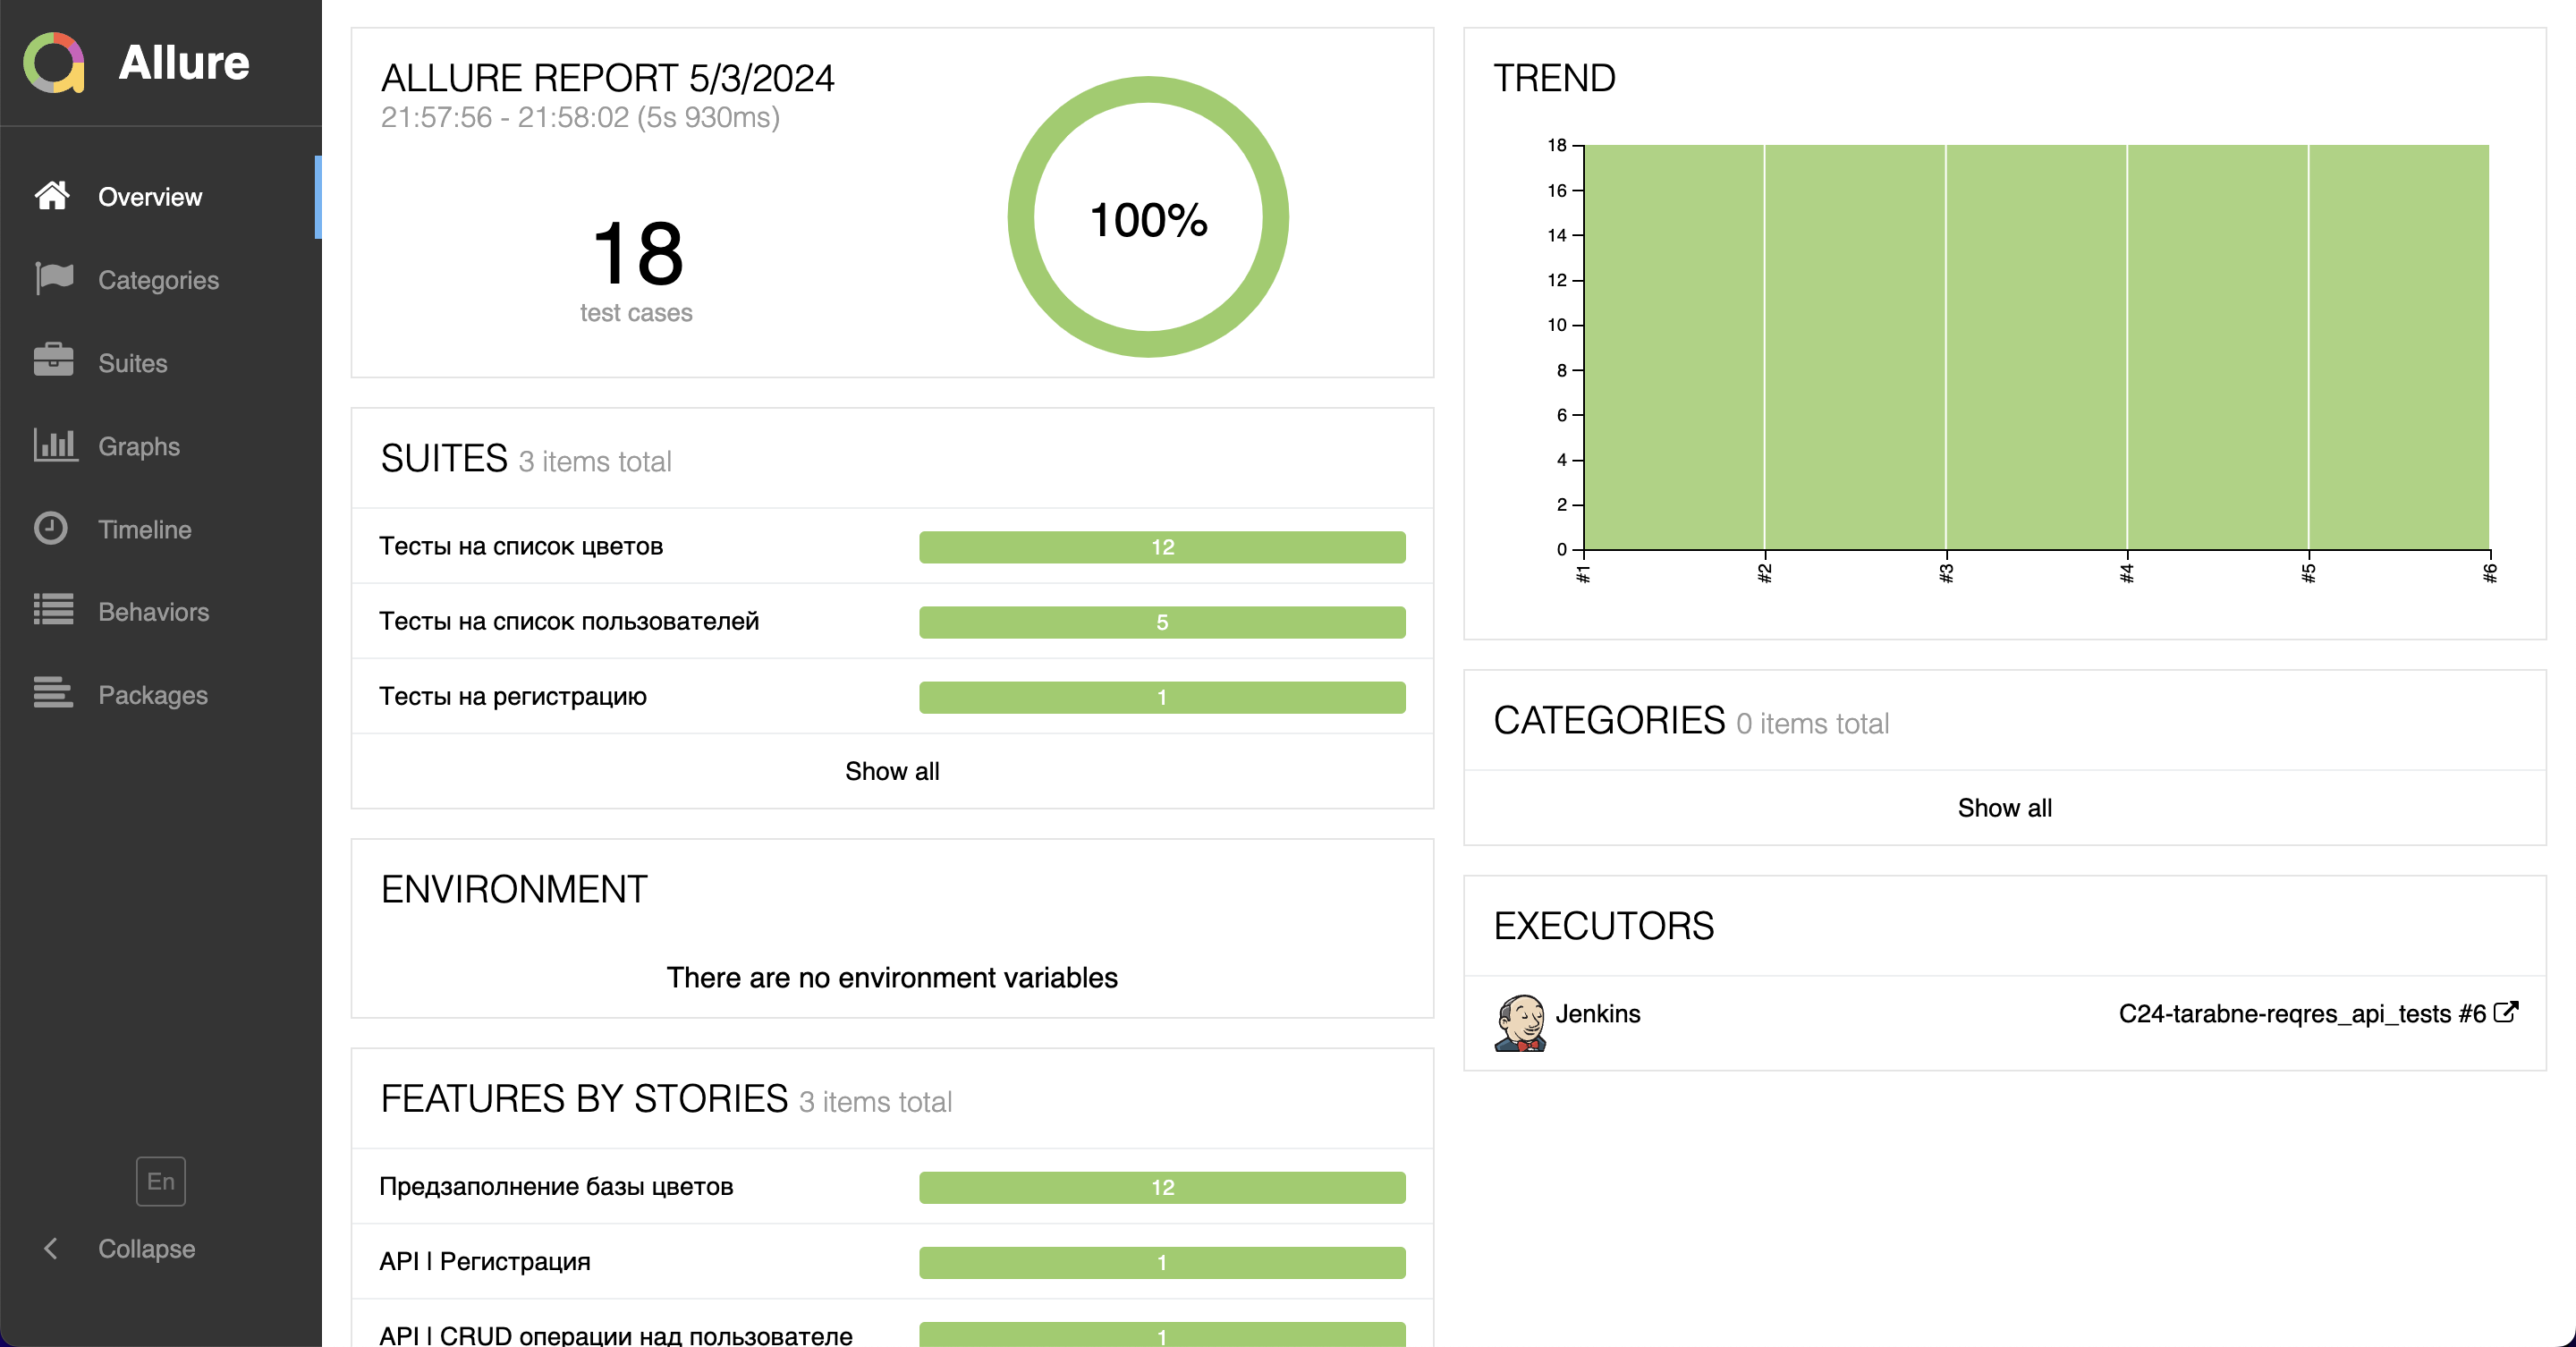 Allure
Overview
Categories
Suites
Graphs
Timeline
Behaviors
Packages
En
Collapse
ALLURE REPORT 5/3/2024
21:57:56 - 21:58:02 (5s 930ms)
18
test cases
100%
SUITES 3 items total
Тесты на список цветов 12
Тесты на список пользователей 5
Тесты на регистрацию 1
Show all
ENVIRONMENT
There are no environment variables
FEATURES BY STORIES 3 items total
Предзаполнение базы цветов 12
API | Регистрация 1
API | CRUD операции над пользователе 1
TREND
18
16
14
12
10
8
6
4
2
0
#1 #2 #3 #4 #5 #6
CATEGORIES 0 items total
Show all
EXECUTORS
Jenkins C24-tarabne-reqres_api_tests #6